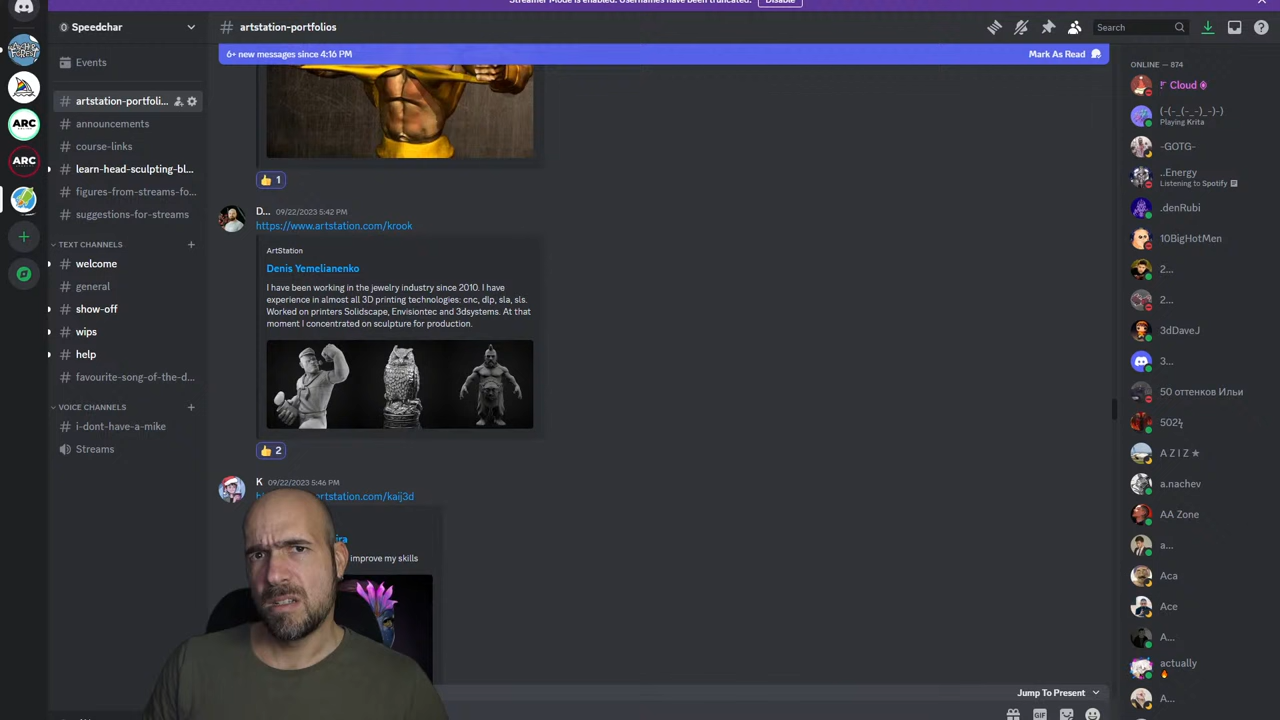 Streamer Mode is enabled. Usernames have been truncated.
Disable
Speedchar
# artstation-portfolios
Search
6+ new messages since 4:16 PM
Mark As Read
Events
# artstation-portfoli...
# announcements
# course-links
# learn-head-sculpting-bl...
# figures-from-streams-fo...
# suggestions-for-streams
TEXT CHANNELS
# welcome
# general
# show-off
# wips
# help
# favourite-song-of-the-d...
VOICE CHANNELS
# i-dont-have-a-mike
Streams
ARC
ARC
1
D... 09/22/2023 5:42 PM
https://www.artstation.com/krook
ArtStation
Denis Yemelianenko
I have been working in the jewelry industry since 2010. I have
experience in almost all 3D printing technologies: cnc, dlp, sla, sls.
Worked on printers Solidscape, Envisiontec and 3dsystems. At that
moment I concentrated on sculpture for production.
2
K 09/22/2023 5:46 PM
artstation.com/kaij3d
ira
improve my skills
Jump To Present
GIF
ONLINE — 874
Cloud
(-(-_(-_-_)-)-)
Playing Krita
-GOTG-
..Energy
Listening to Spotify
.denRubi
10BigHotMen
2...
2...
3dDaveJ
3...
50 оттенков Ильи
502
A Z I Z ★
a.nachev
AA Zone
a...
Aca
Ace
A...
actually
A...